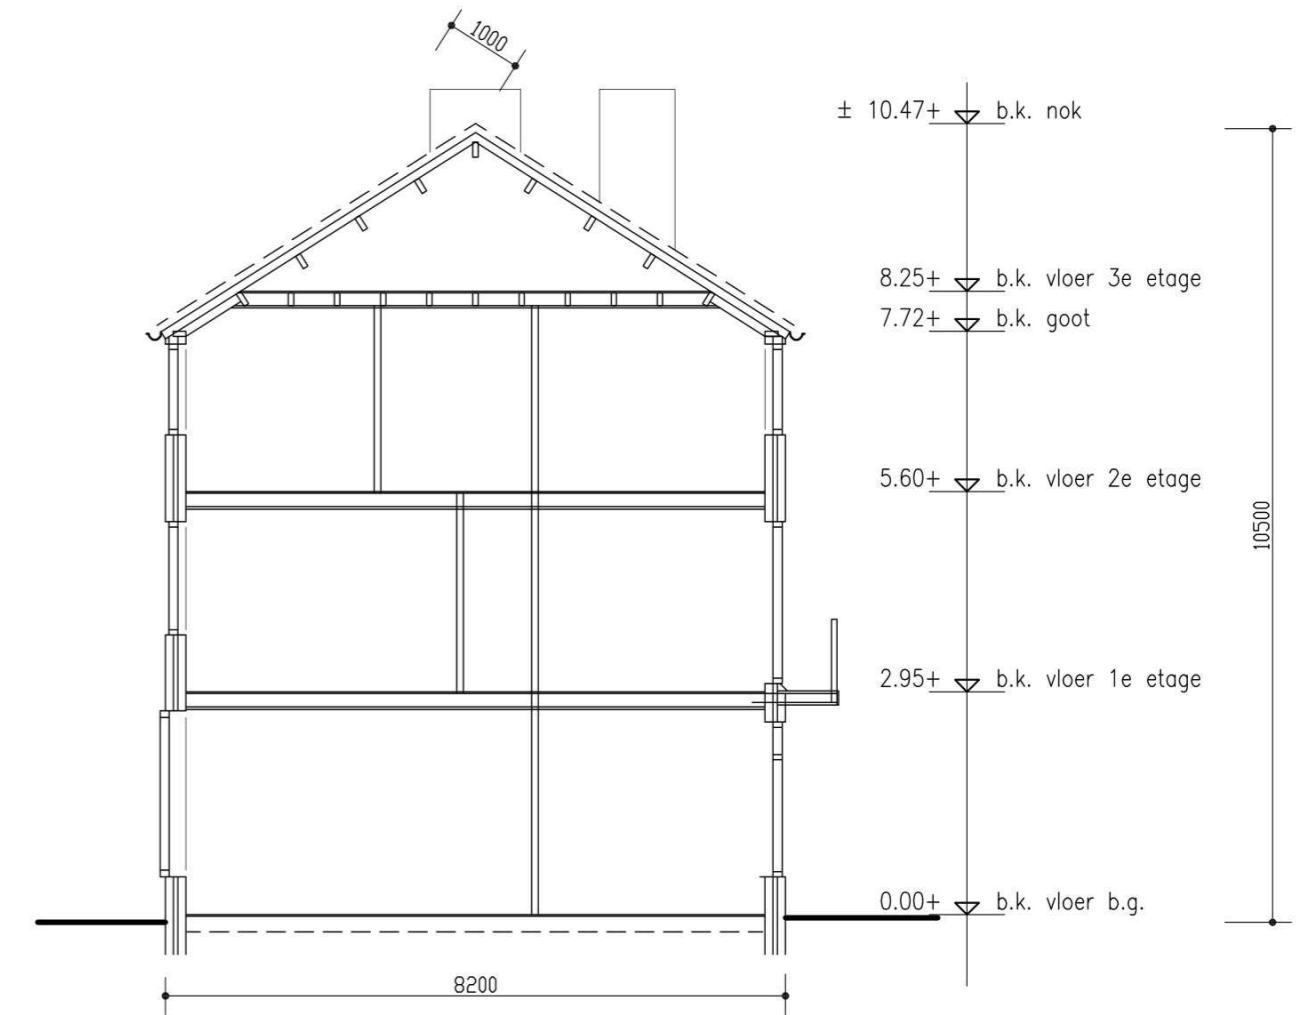 1000
± 10.47+ b.k. nok
8.25+ b.k. vloer 3e etage
7.72+ b.k. goot
5.60+ b.k. vloer 2e etage
10500
2.95+ b.k. vloer 1e etage
0.00+ b.k. vloer b.g.
8200